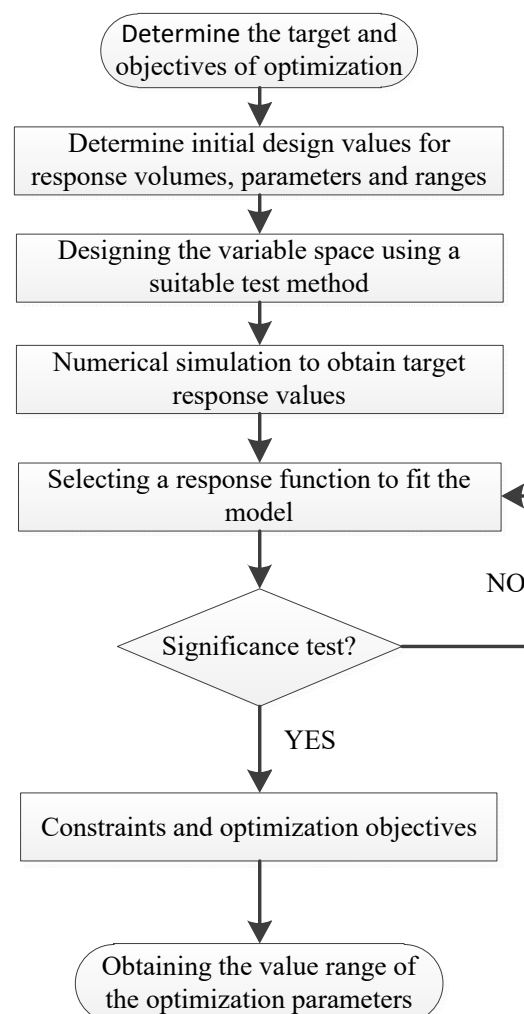 Determine the target and
objectives of optimization
Determine initial design values for
response volumes, parameters and ranges
Designing the variable space using a
suitable test method
Numerical simulation to obtain target
response values
Selecting a response function to fit the
model
NO
Significance test?
YES
Constraints and optimization objectives
Obtaining the value range of
the optimization parameters